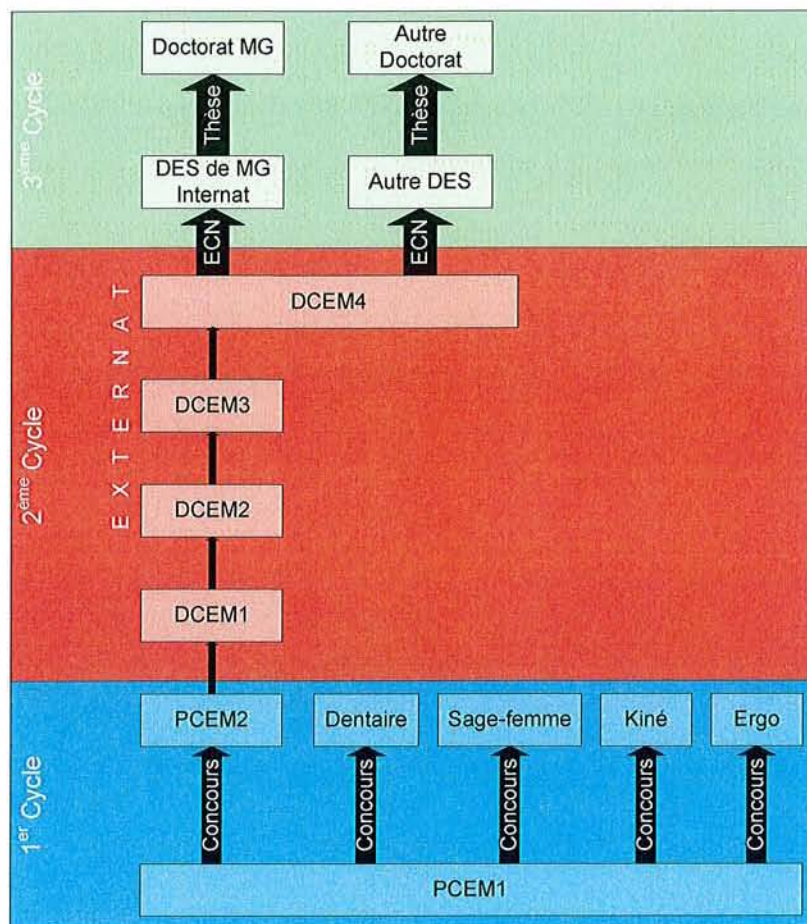 3ème Cycle
Doctorat MG
Autre
Doctorat
Thèse
Thèse
DES de MG
Internat
Autre DES
ECN
ECN
2ème Cycle
EXTERNAT
DCEM4
DCEM3
DCEM2
DCEM1
1er Cycle
PCEM2
Dentaire
Sage-femme
Kiné
Ergo
Concours
Concours
Concours
Concours
Concours
PCEM1